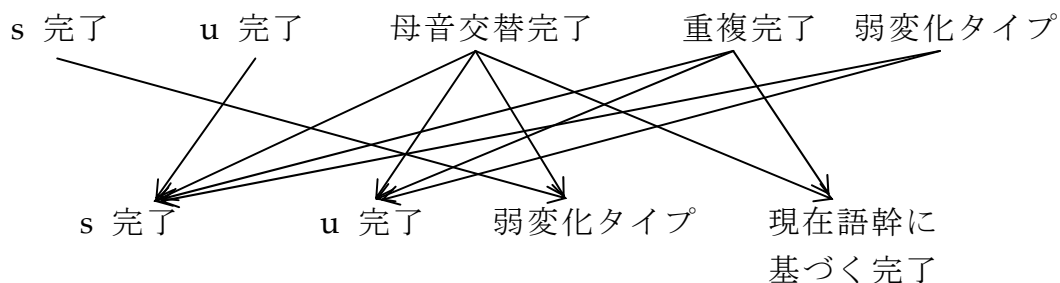 s 完了 u 完了 母音交替完了 重複完了 弱変化タイプ
s 完了 u 完了 弱変化タイプ 現在語幹に
基づく完了